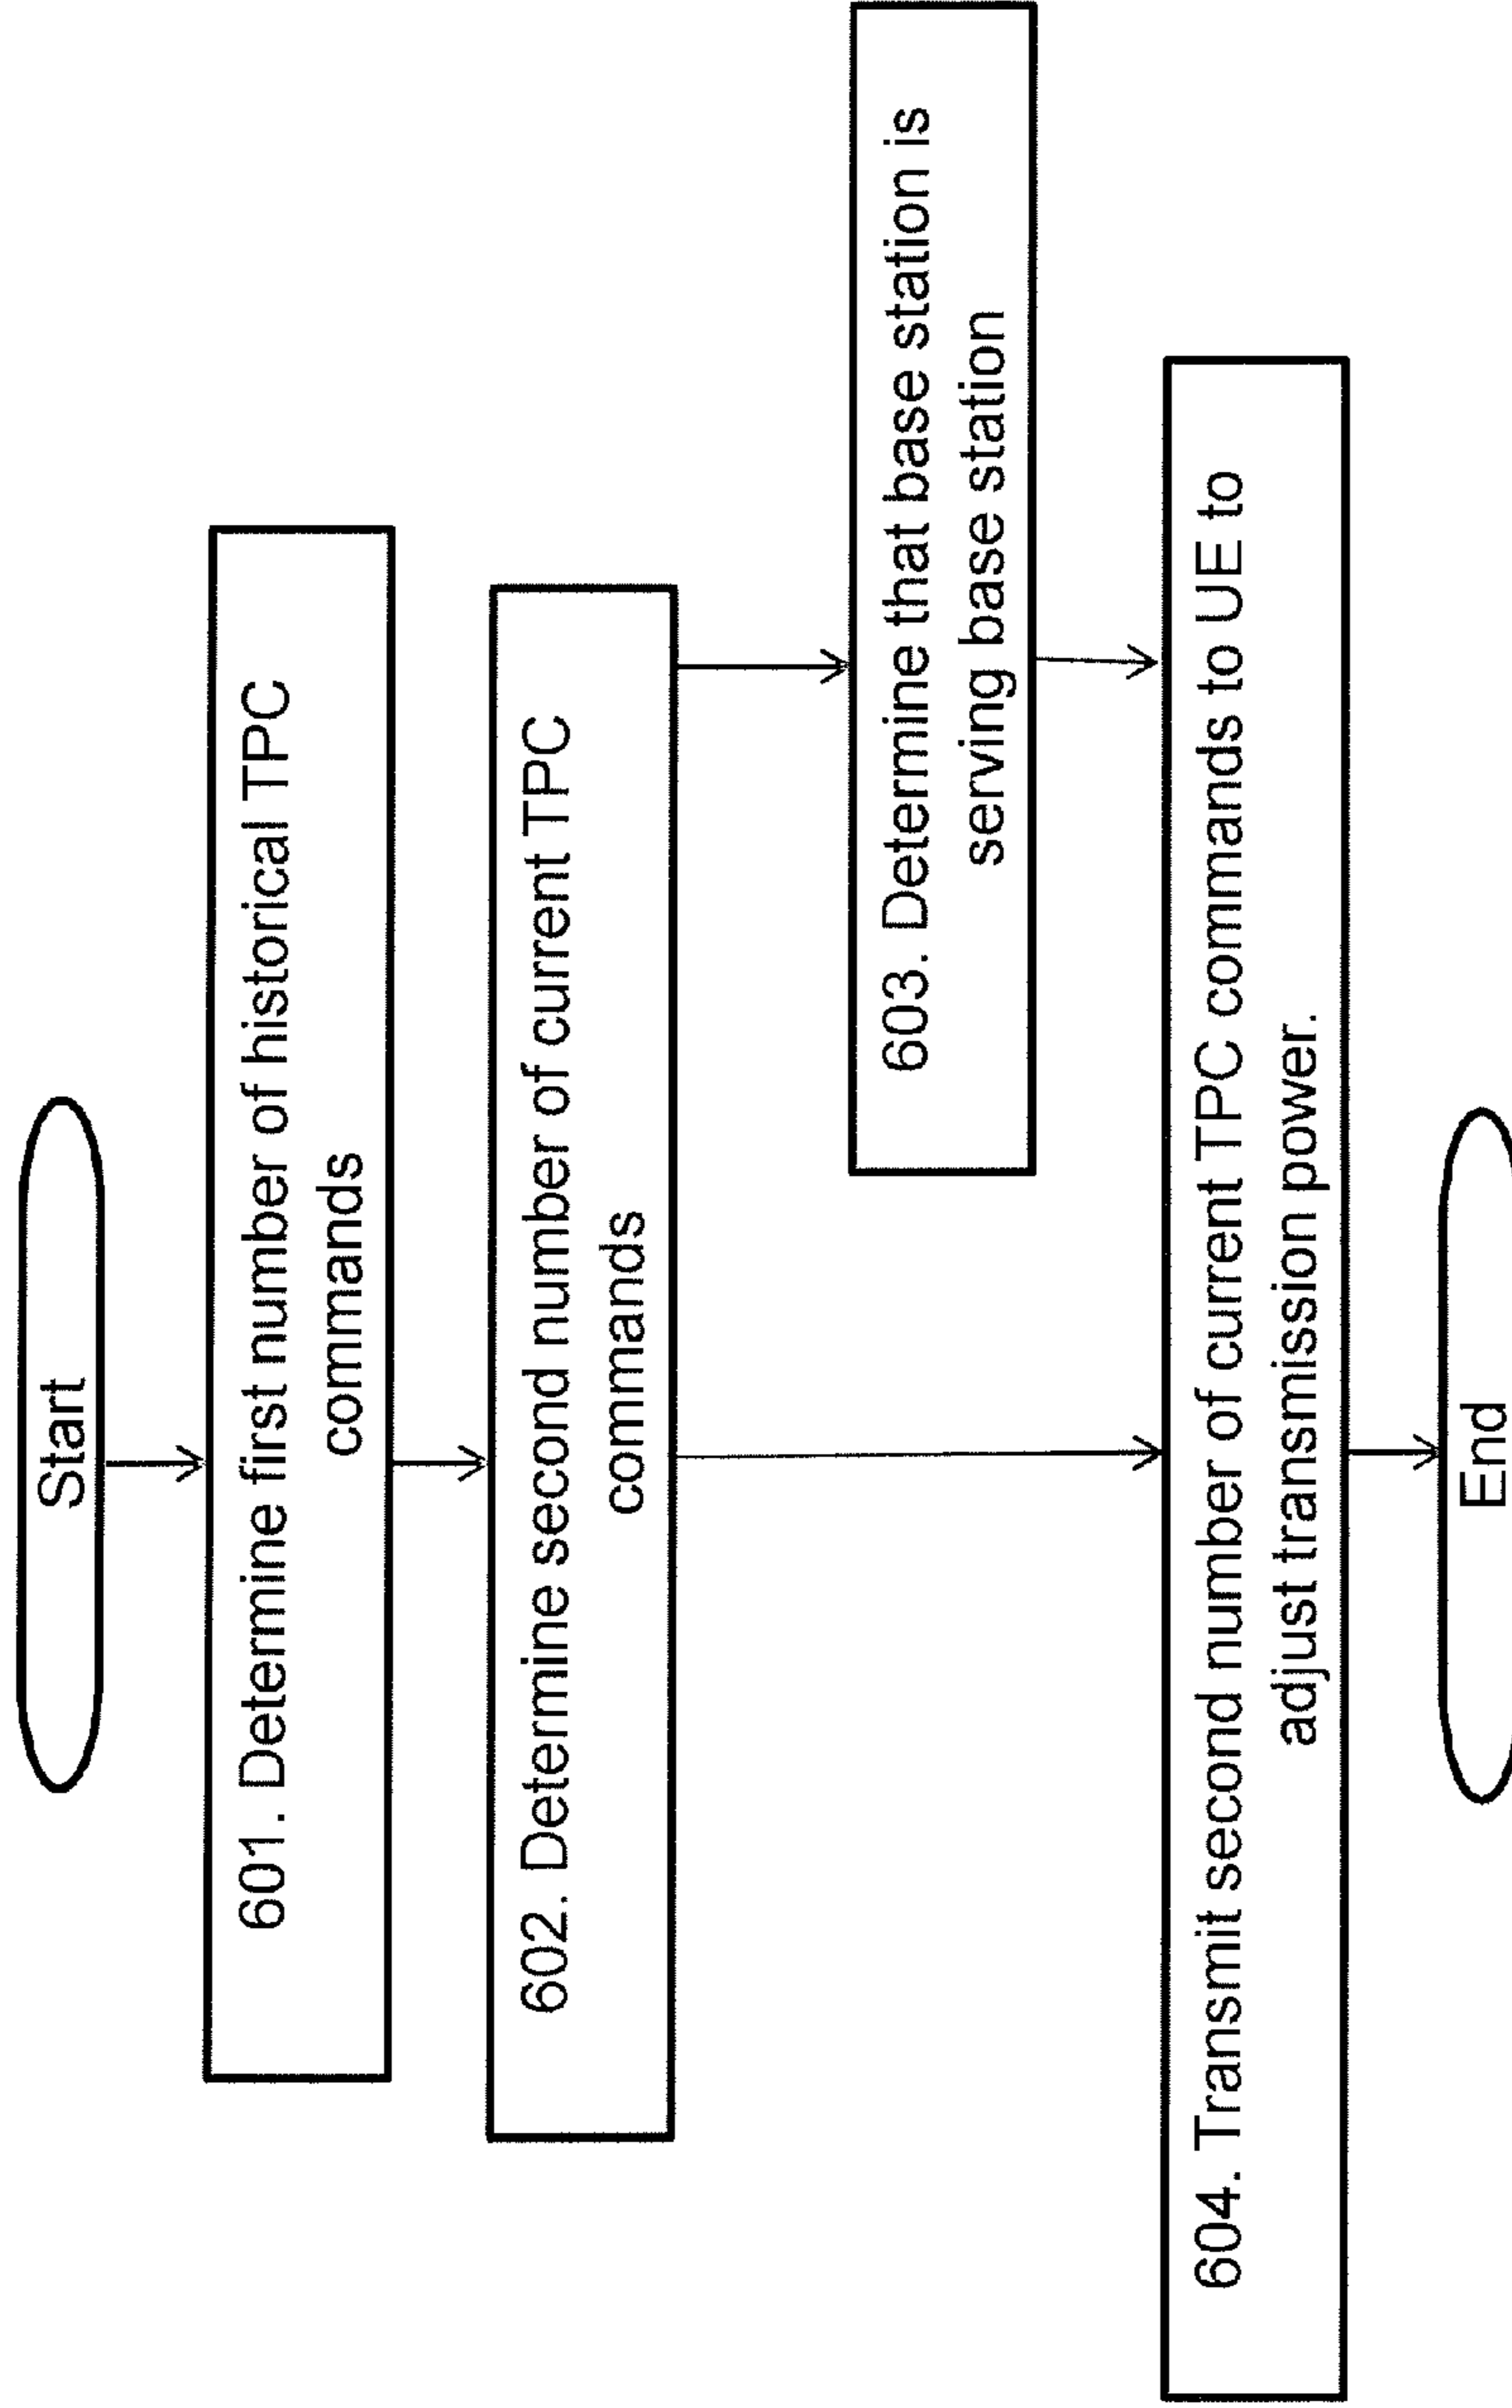 Start
601. Determine first number of historical TPC
commands
602. Determine second number of current TPC
commands
603. Determine that base station is
serving base station
604. Transmit second number of current TPC commands to UE to
adjust transmission power.
End